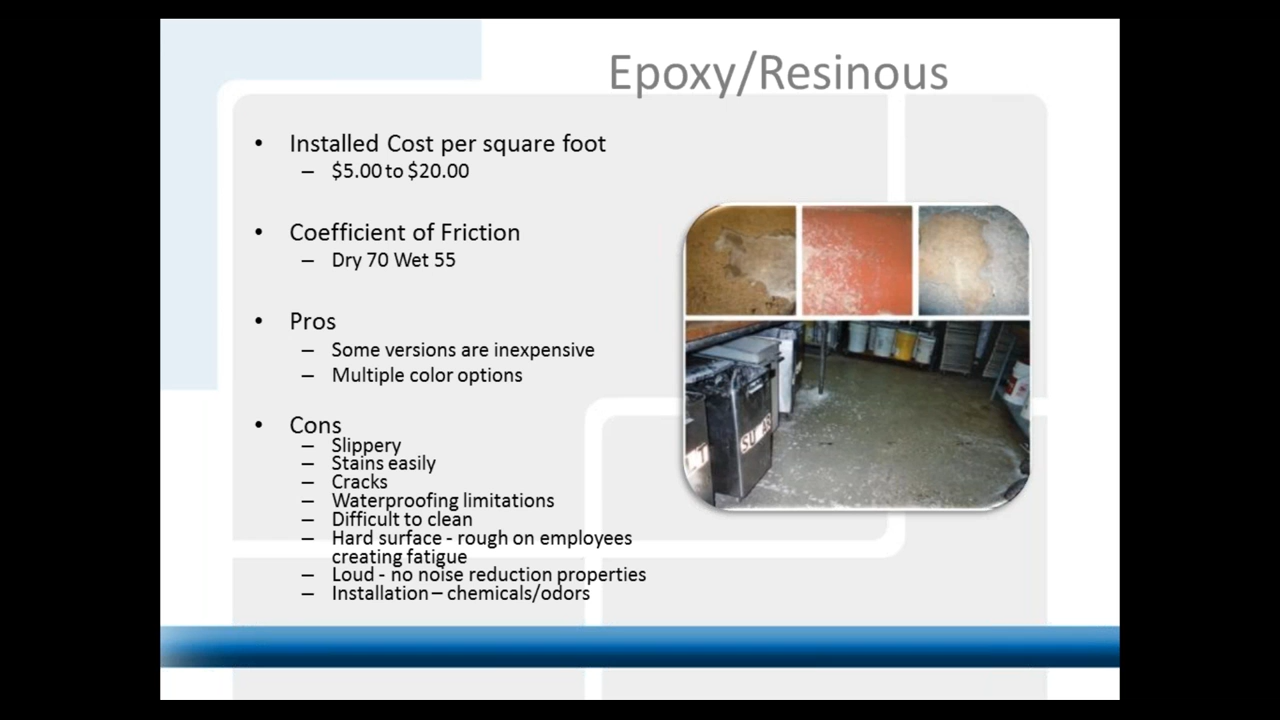 Epoxy/Resinous
• Installed Cost per square foot
– $5.00 to $20.00
• Coefficient of Friction
– Dry 70 Wet 55
• Pros
– Some versions are inexpensive
– Multiple color options
• Cons
– Slippery
– Stains easily
– Cracks
– Waterproofing limitations
– Difficult to clean
– Hard surface - rough on employees
creating fatigue
– Loud - no noise reduction properties
– Installation – chemicals/odors
SU